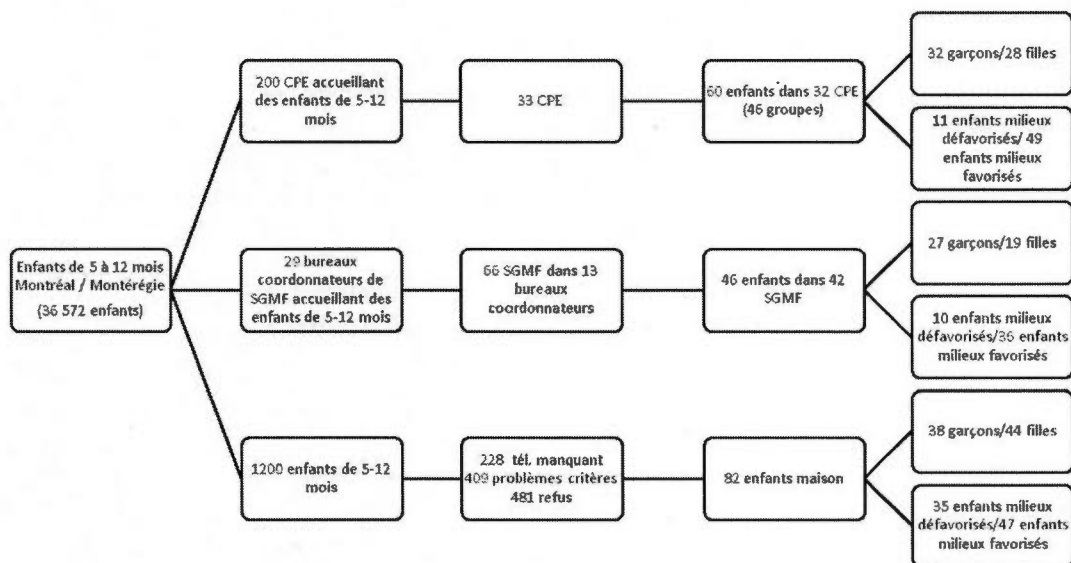 Enfants de 5 à 12 mois
Montréal / Montérégie
(36 572 enfants)
200 CPE accueillant
des enfants de 5-12
mois
33 CPE
60 enfants dans 32 CPE
(46 groupes)
32 garçons/28 filles
11 enfants milieux
défavorisés/ 49
enfants milieux
favorisés
29 bureaux
coordonnateurs de
SGMF accueillant des
enfants de 5-12 mois
66 SGMF dans 13
bureaux
coordonnateurs
46 enfants dans 42
SGMF
27 garçons/19 filles
10 enfants milieux
défavorisés/36 enfants
milieux favorisés
1200 enfants de 5-12
mois
228 tél. manquant
409 problèmes critères
481 refus
82 enfants maison
38 garçons/44 filles
35 enfants milieux
défavorisés/47 enfants
milieux favorisés